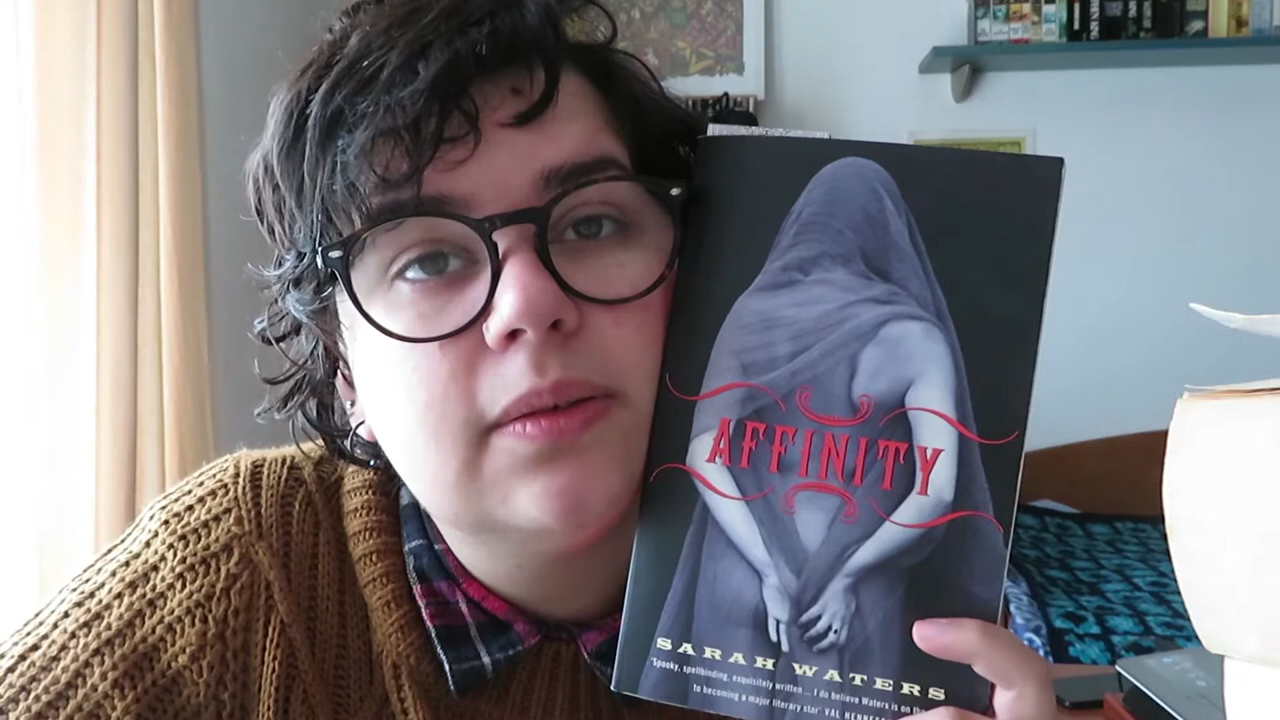 AFFINITY
SARAH WATERS
'Spooky, spellbinding, exquisitely written... I do believe Waters is on the
to becoming a major literary star' VAL HENNES